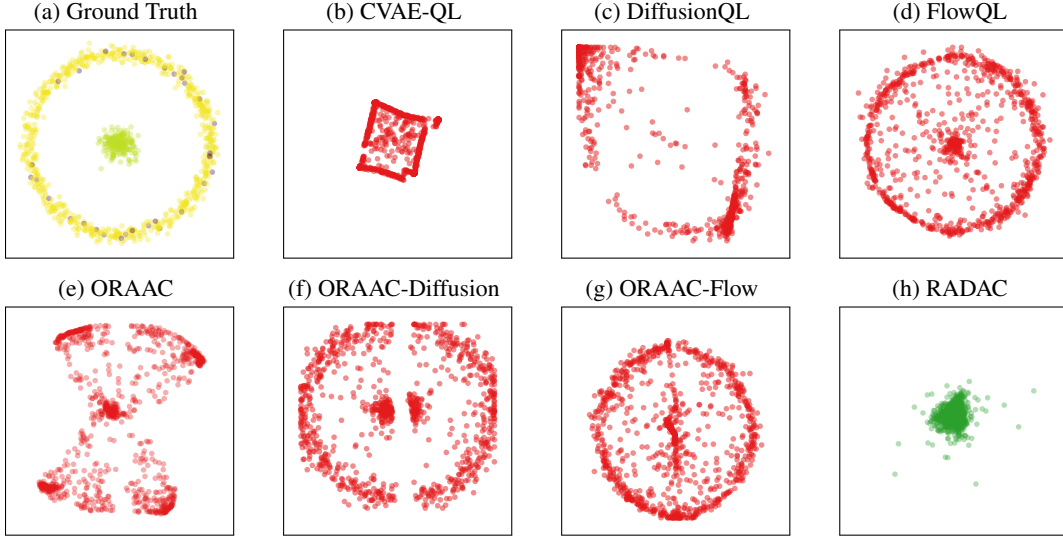 (a) Ground Truth
(b) CVAE-QL
(c) DiffusionQL
(d) FlowQL
(e) ORAAC
(f) ORAAC-Diffusion
(g) ORAAC-Flow
(h) RADAC